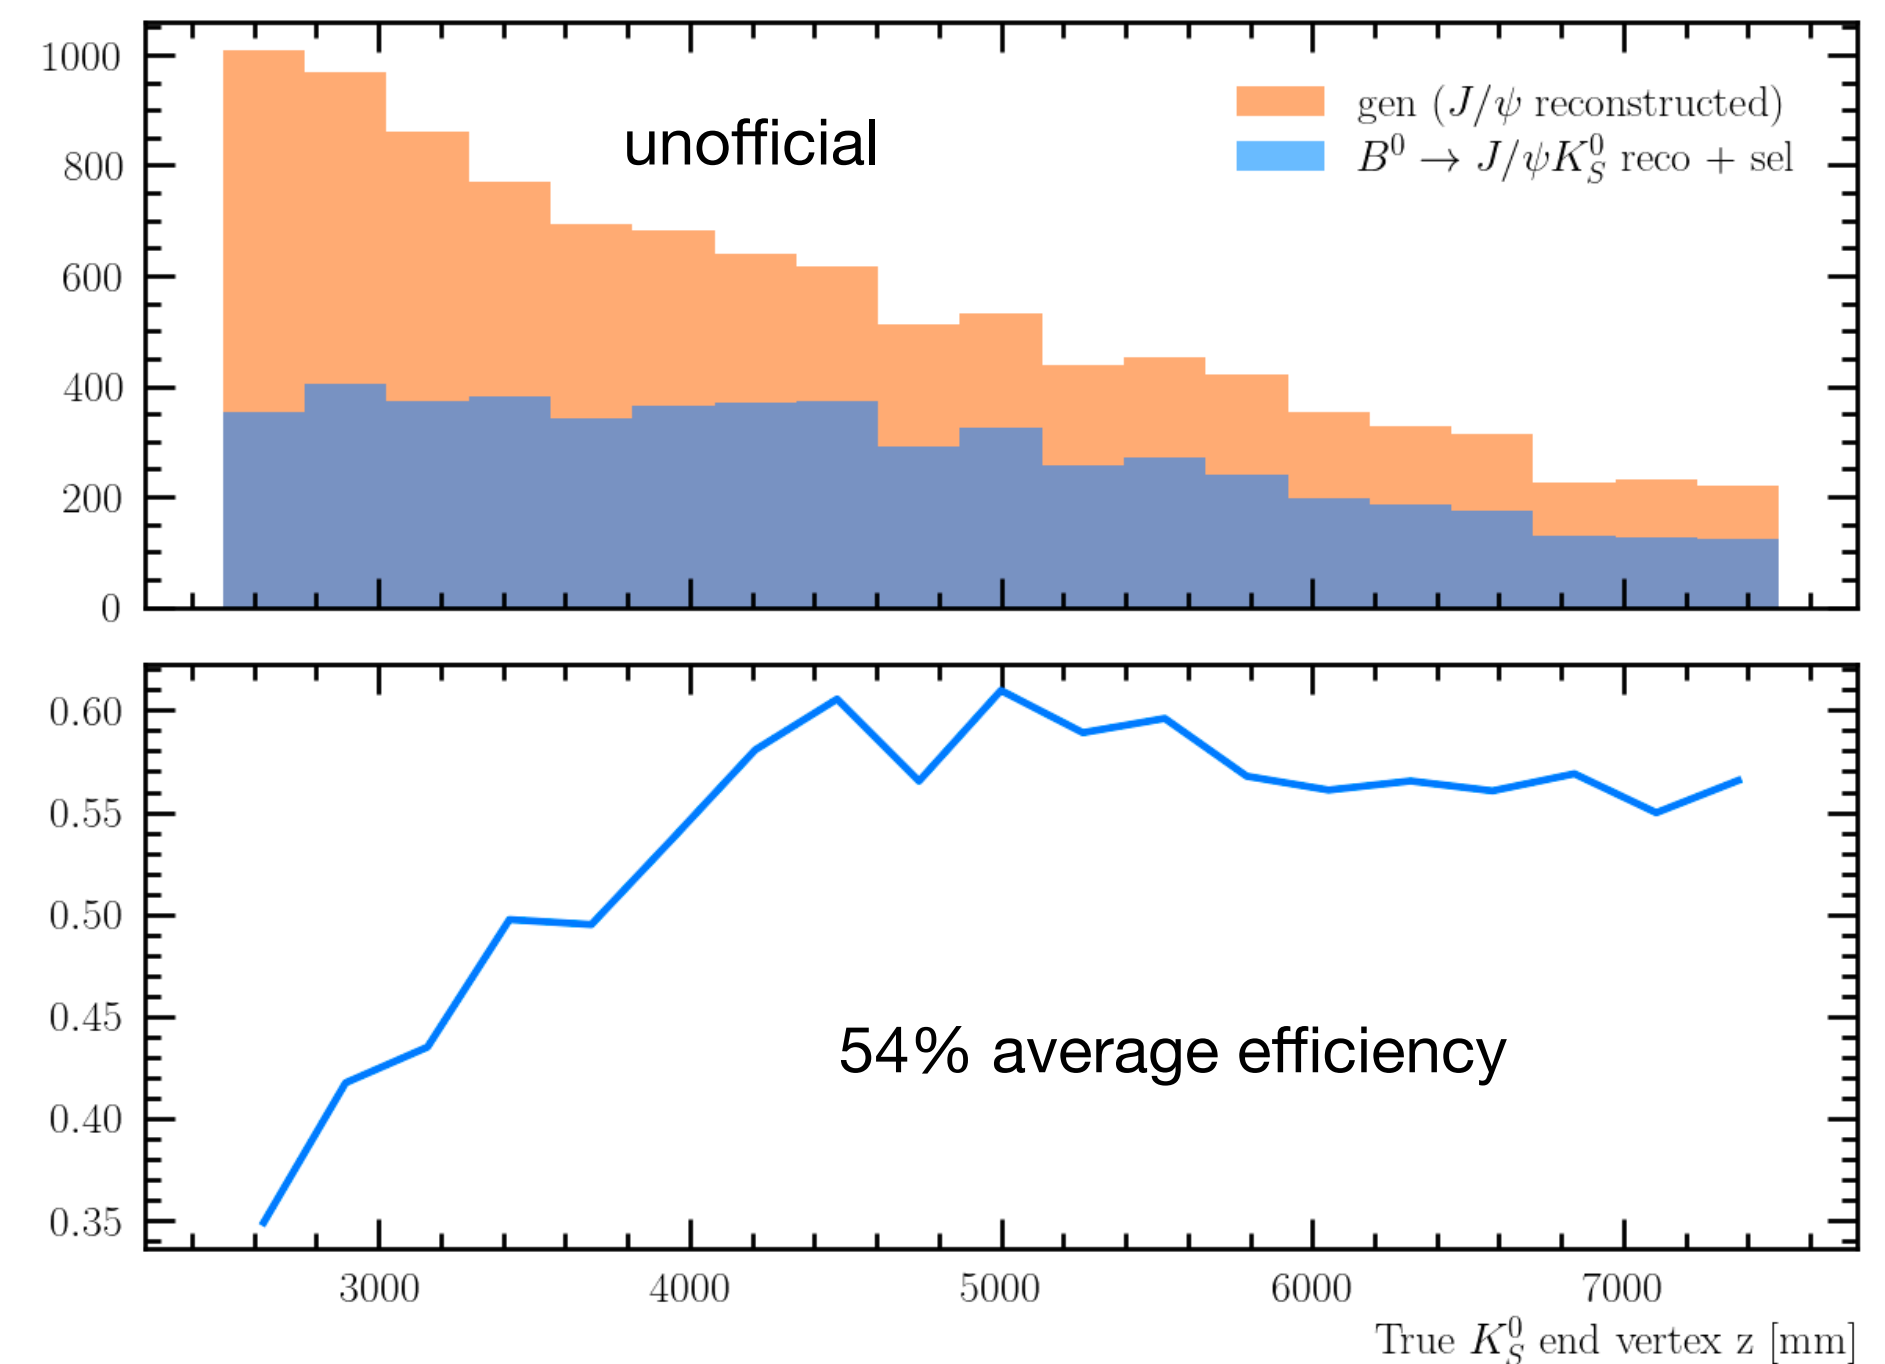 1000
800
600
400
200
0
unofficial
gen (J/ψ reconstructed)
B⁰ → J/ψK⁰_S reco + sel
0.60
0.55
0.50
0.45
0.40
0.35
54% average efficiency
3000 4000 5000 6000 7000
True K⁰_S end vertex z [mm]